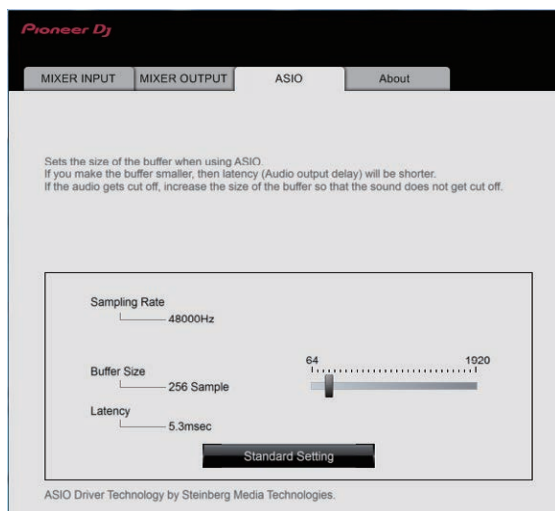 Pioneer Dj
MIXER INPUT
MIXER OUTPUT
ASIO
About
Sets the size of the buffer when using ASIO.
If you make the buffer smaller, then latency (Audio output delay) will be shorter.
If the audio gets cut off, increase the size of the buffer so that the sound does not get cut off.
Sampling Rate
48000Hz
64
1920
Buffer Size
256 Sample
Latency
5.3msec
Standard Setting
ASIO Driver Technology by Steinberg Media Technologies.